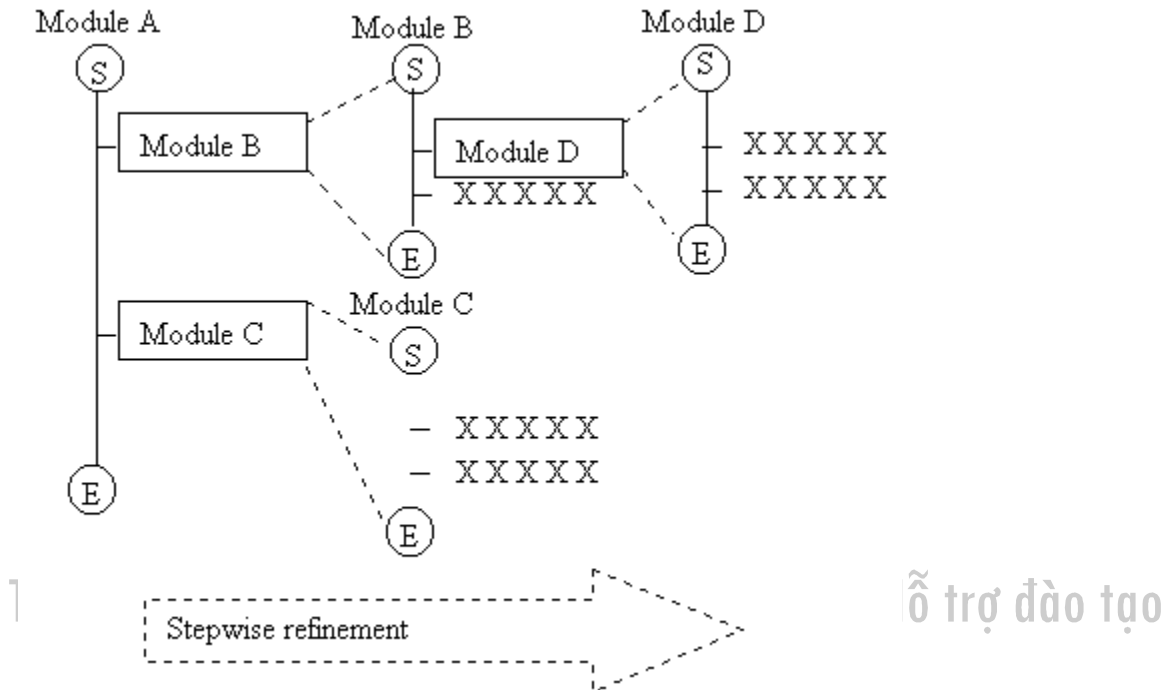 Module A
Module B
Module D
S
S
S
Module B
Module D
X X X X X
X X X X X
X X X X X
E
E
Module C
Module C
S
X X X X X
X X X X X
E
E
Stepwise refinement
ỗ trợ đào tạo